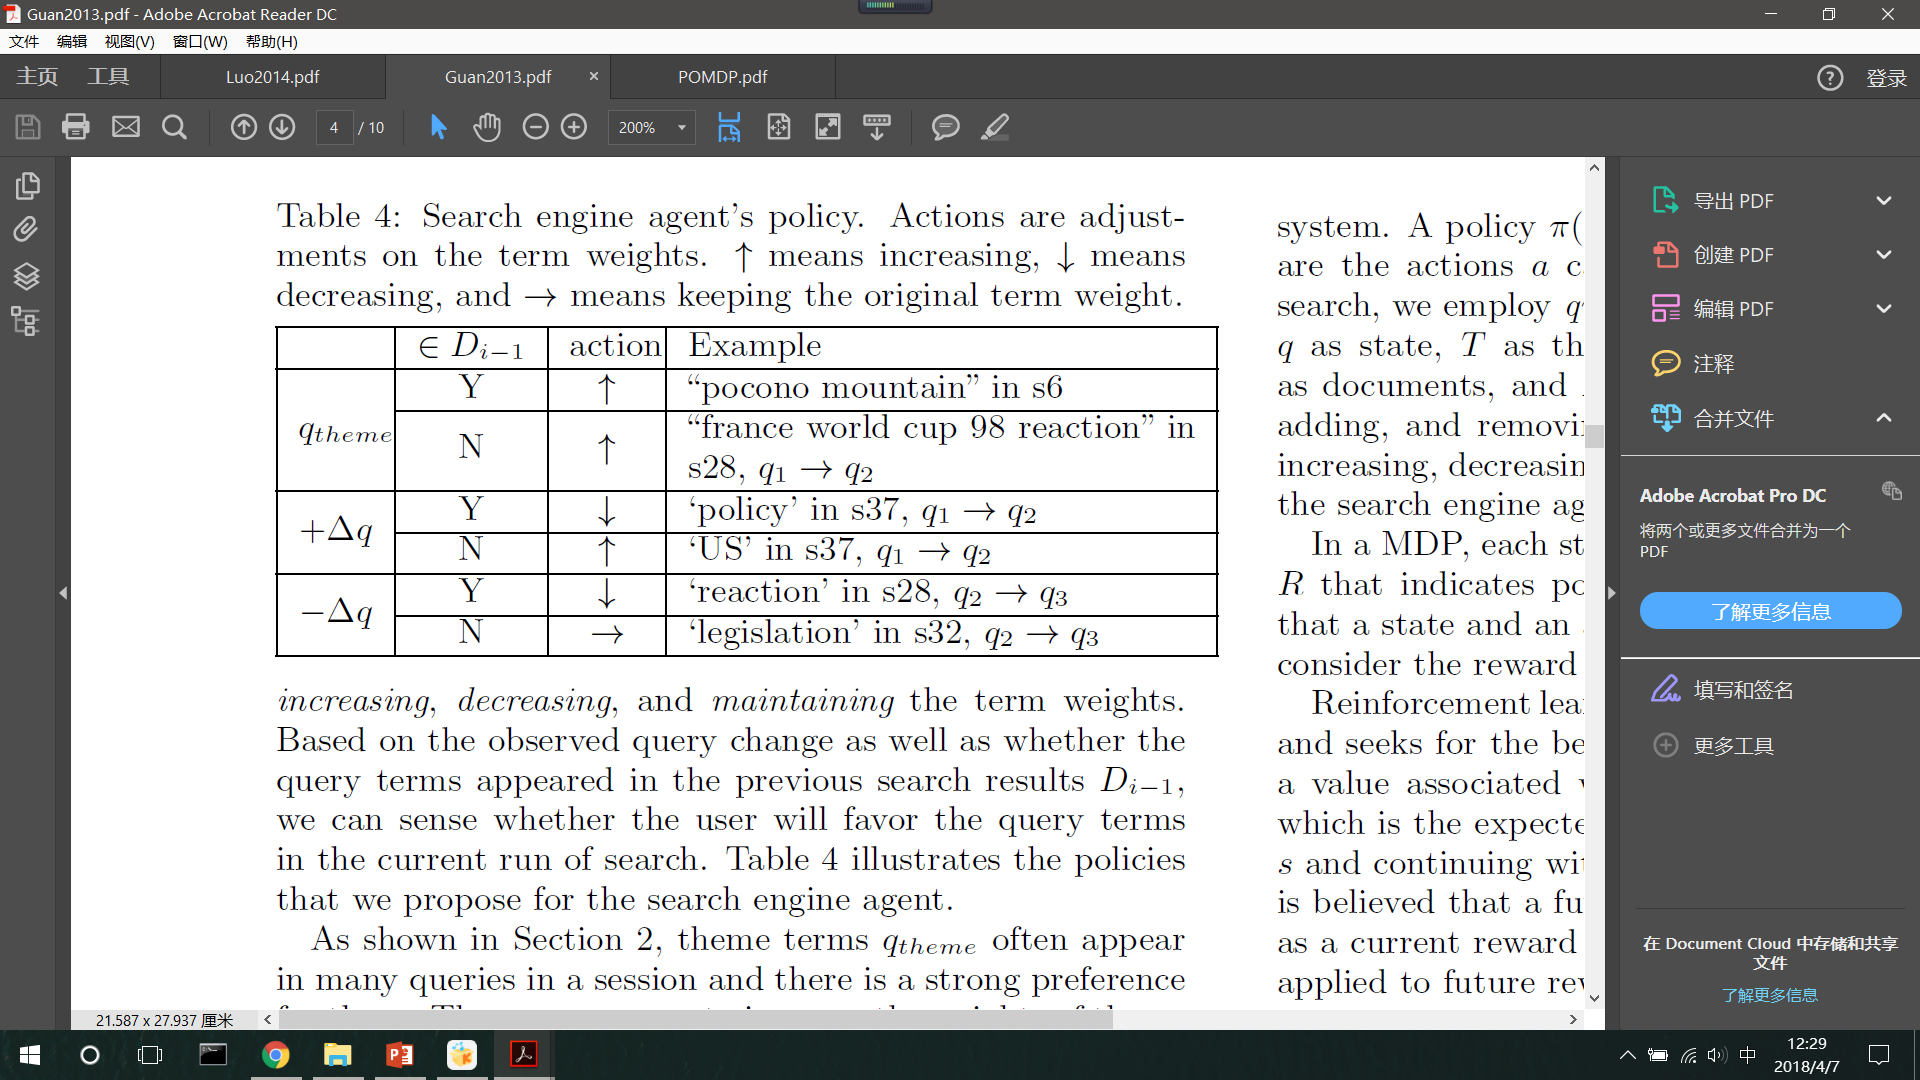 Guan2013.pdf - Adobe Acrobat Reader DC
文件 编辑 视图(V) 窗口(W) 帮助(H)
主页 工具 Luo2014.pdf Guan2013.pdf × POMDP.pdf ? 登录
4 / 10 200%
Table 4: Search engine agent's policy. Actions are adjust-
ments on the term weights. ↑ means increasing, ↓ means
decreasing, and → means keeping the original term weight.
∈ D_{i−1} action Example
q_{theme} Y ↑ “pocono mountain” in s6
N ↑ “france world cup 98 reaction” in
s28, q₁ → q₂
+Δq Y ↓ ‘policy’ in s37, q₁ → q₂
N ↑ ‘US’ in s37, q₁ → q₂
−Δq Y ↓ ‘reaction’ in s28, q₂ → q₃
N → ‘legislation’ in s32, q₂ → q₃
increasing, decreasing, and maintaining the term weights.
Based on the observed query change as well as whether the
query terms appeared in the previous search results D_{i−1},
we can sense whether the user will favor the query terms
in the current run of search. Table 4 illustrates the policies
that we propose for the search engine agent.
As shown in Section 2, theme terms q_{theme} often appear
in many queries in a session and there is a strong preference
system. A policy π(
are the actions a
search, we employ q
q as state, T as th
as documents, and
adding, and removi
increasing, decreasin
the search engine ag
In a MDP, each st
R that indicates po
that a state and an
consider the reward
Reinforcement lea
and seeks for the be
a value associated
which is the expecte
s and continuing wi
is believed that a fu
as a current reward
applied to future re
导出 PDF
创建 PDF
编辑 PDF
注释
合并文件
Adobe Acrobat Pro DC
将两个或更多文件合并为一个
PDF
了解更多信息
填写和签名
更多工具
在 Document Cloud 中存储和共享
文件
了解更多信息
21.587 x 27.937 厘米
中
12:29
2018/4/7